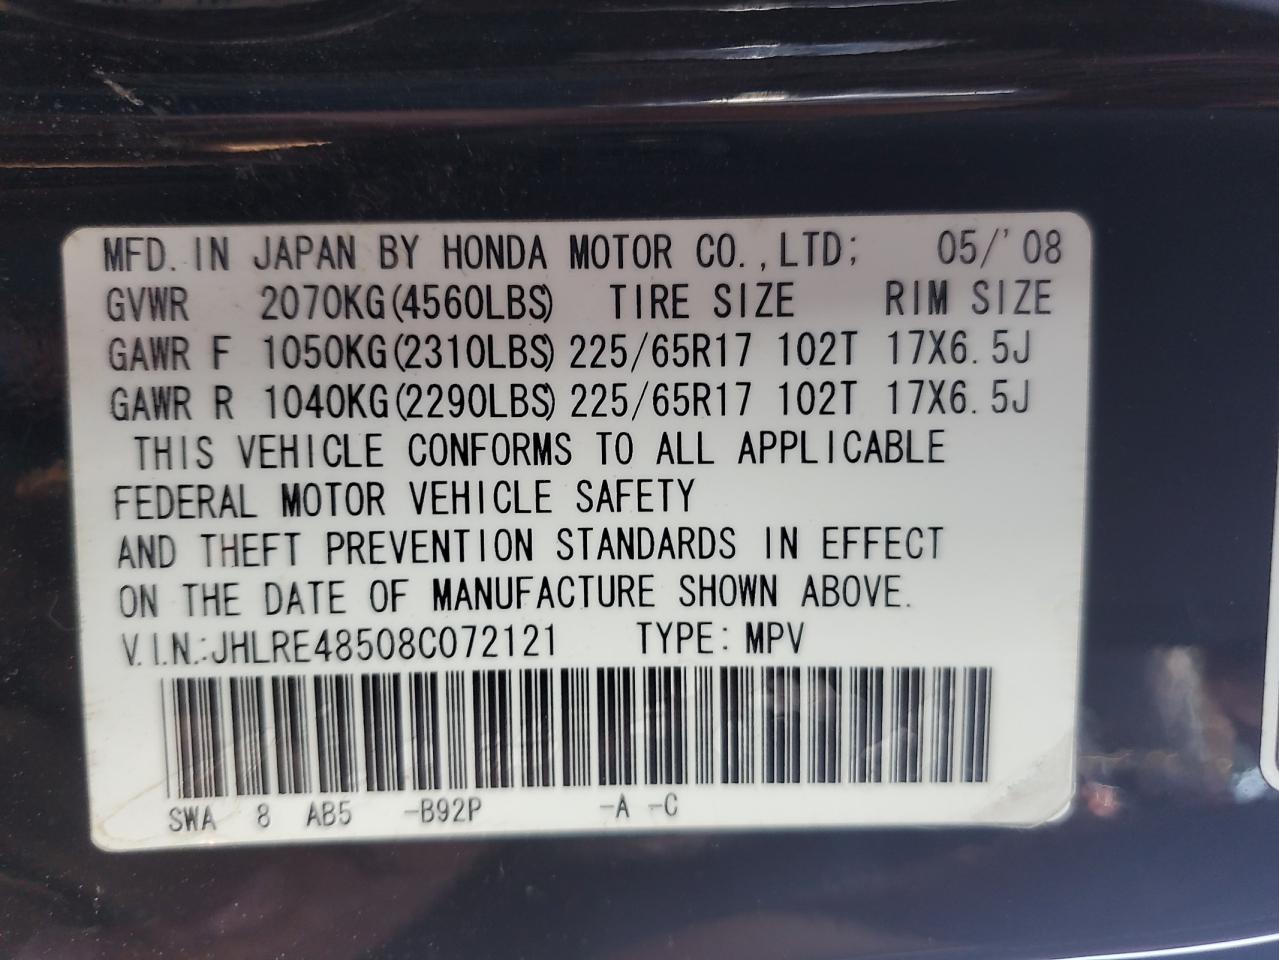 MFD. IN JAPAN BY HONDA MOTOR CO.,LTD; 05/'08
GVWR 2070KG(4560LBS) TIRE SIZE RIM SIZE
GAWR F 1050KG(2310LBS) 225/65R17 102T 17X6.5J
GAWR R 1040KG(2290LBS) 225/65R17 102T 17X6.5J
THIS VEHICLE CONFORMS TO ALL APPLICABLE
FEDERAL MOTOR VEHICLE SAFETY
AND THEFT PREVENTION STANDARDS IN EFFECT
ON THE DATE OF MANUFACTURE SHOWN ABOVE.
V.I.N.:JHLRE48508C072121 TYPE: MPV
SWA 8 AB5 -B92P -A -C